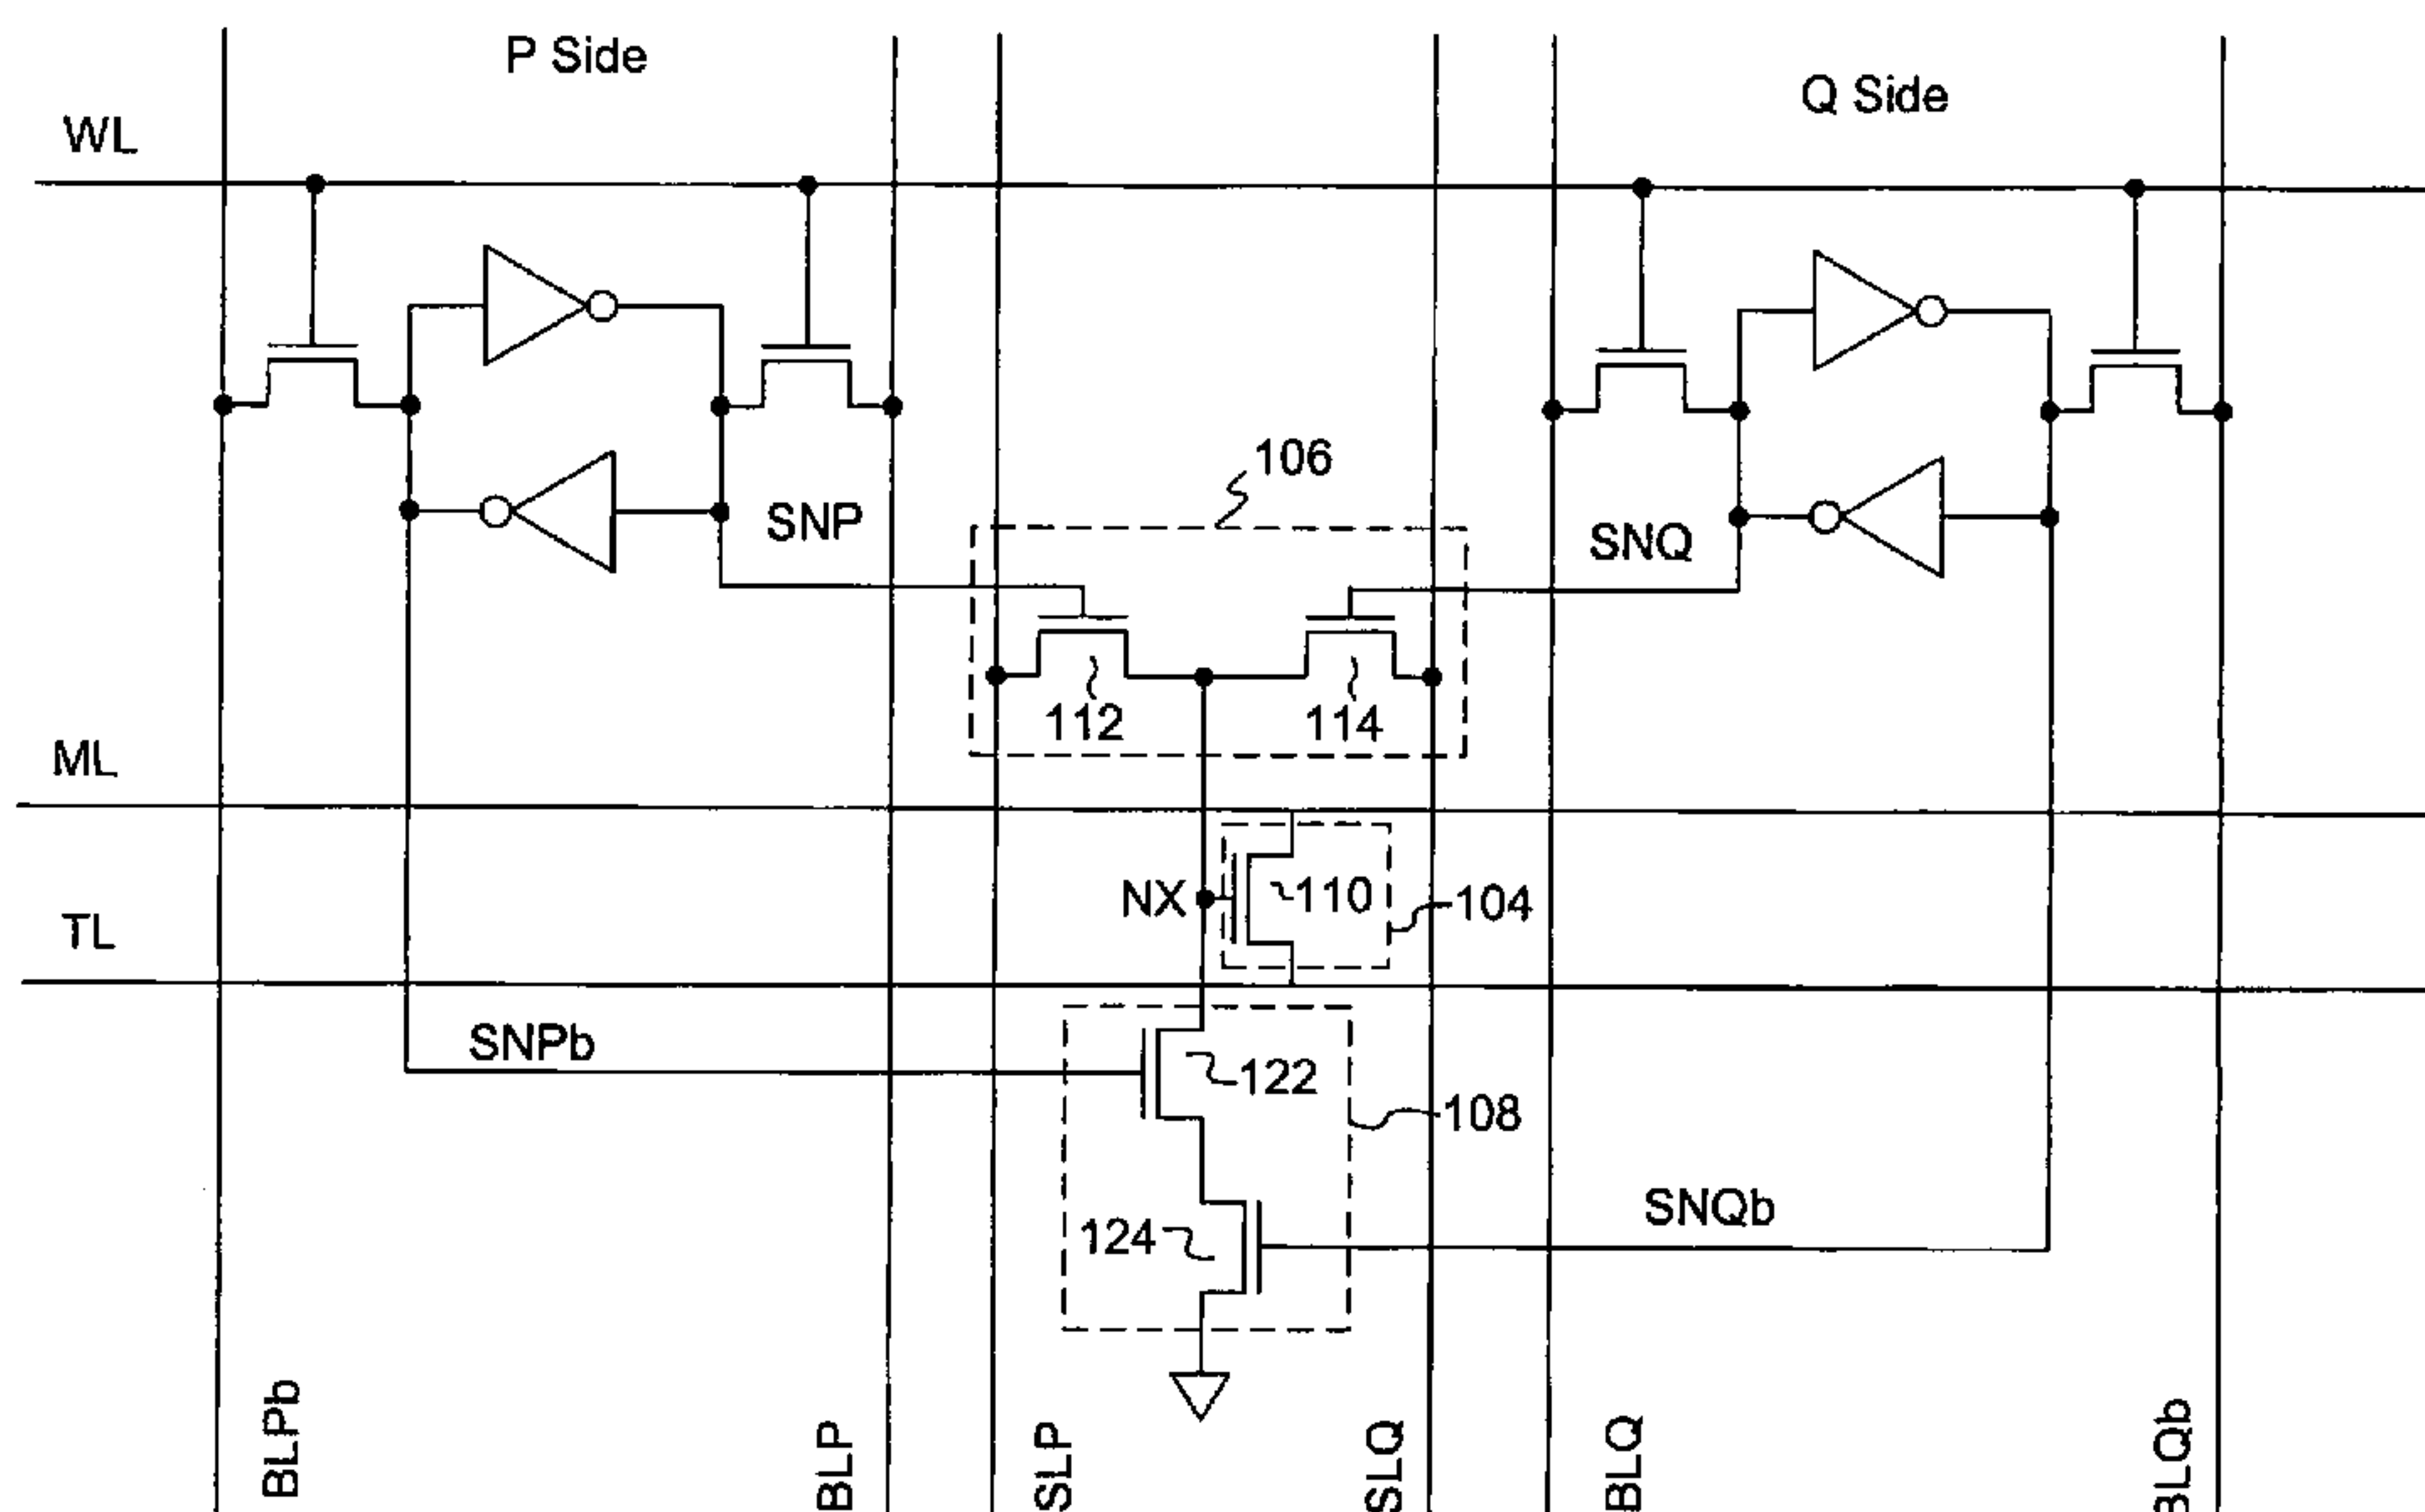 P Side
Q Side
WL
106
SNP
SNQ
112
114
ML
NX
110
104
TL
SNPb
122
108
124
SNQb
BLPb
BLP
SLP
SLQ
BLQ
BLQb